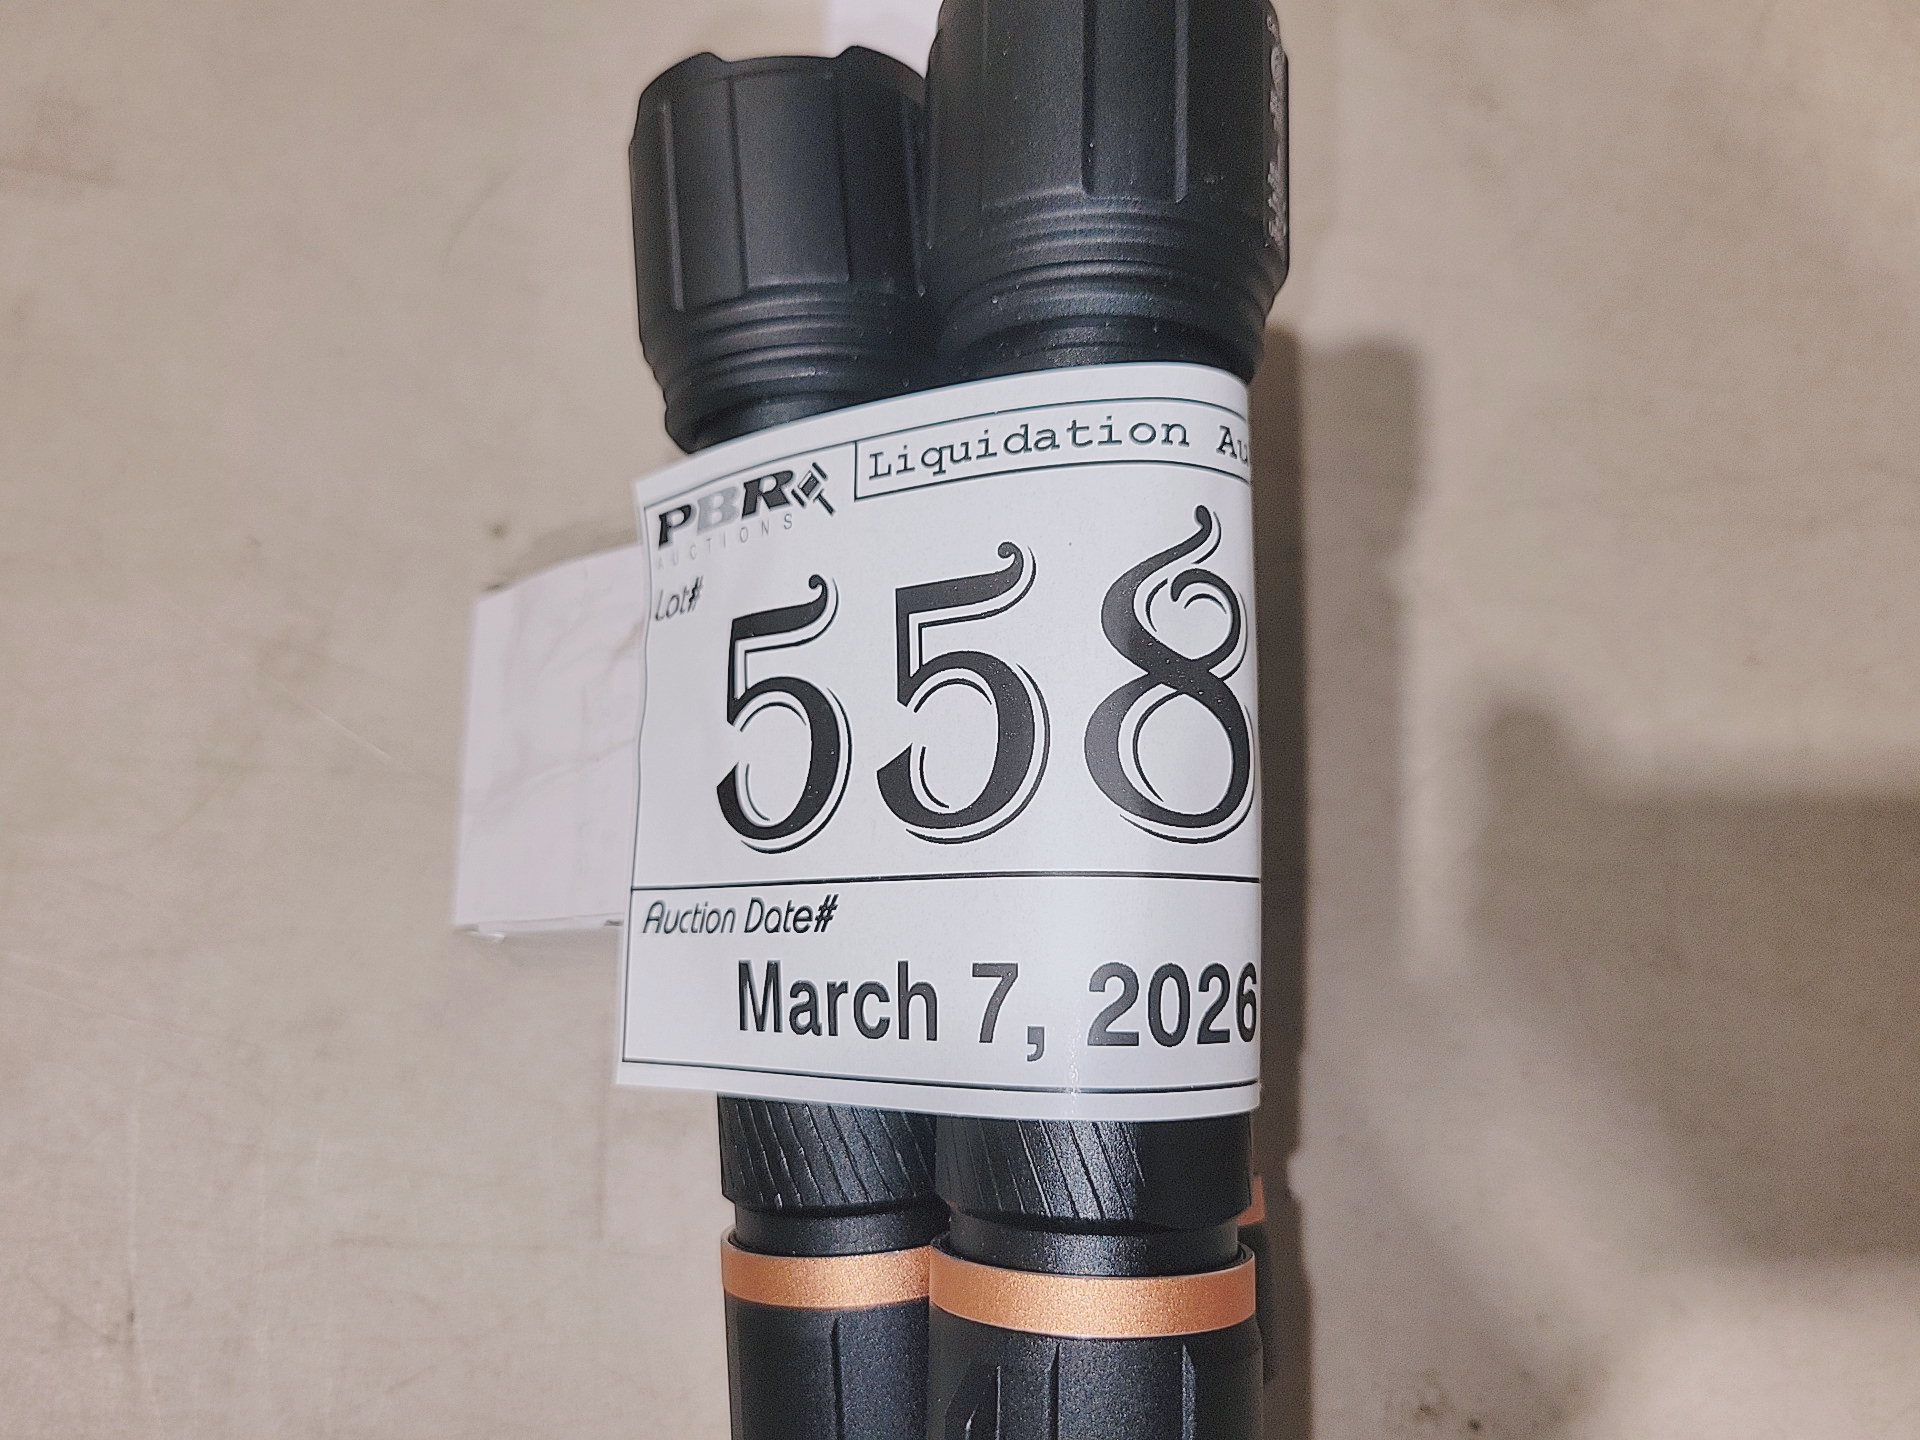 Liquidation Au
PBR
AUCTIONS
Lot#
558
Auction Date#
March 7, 2026